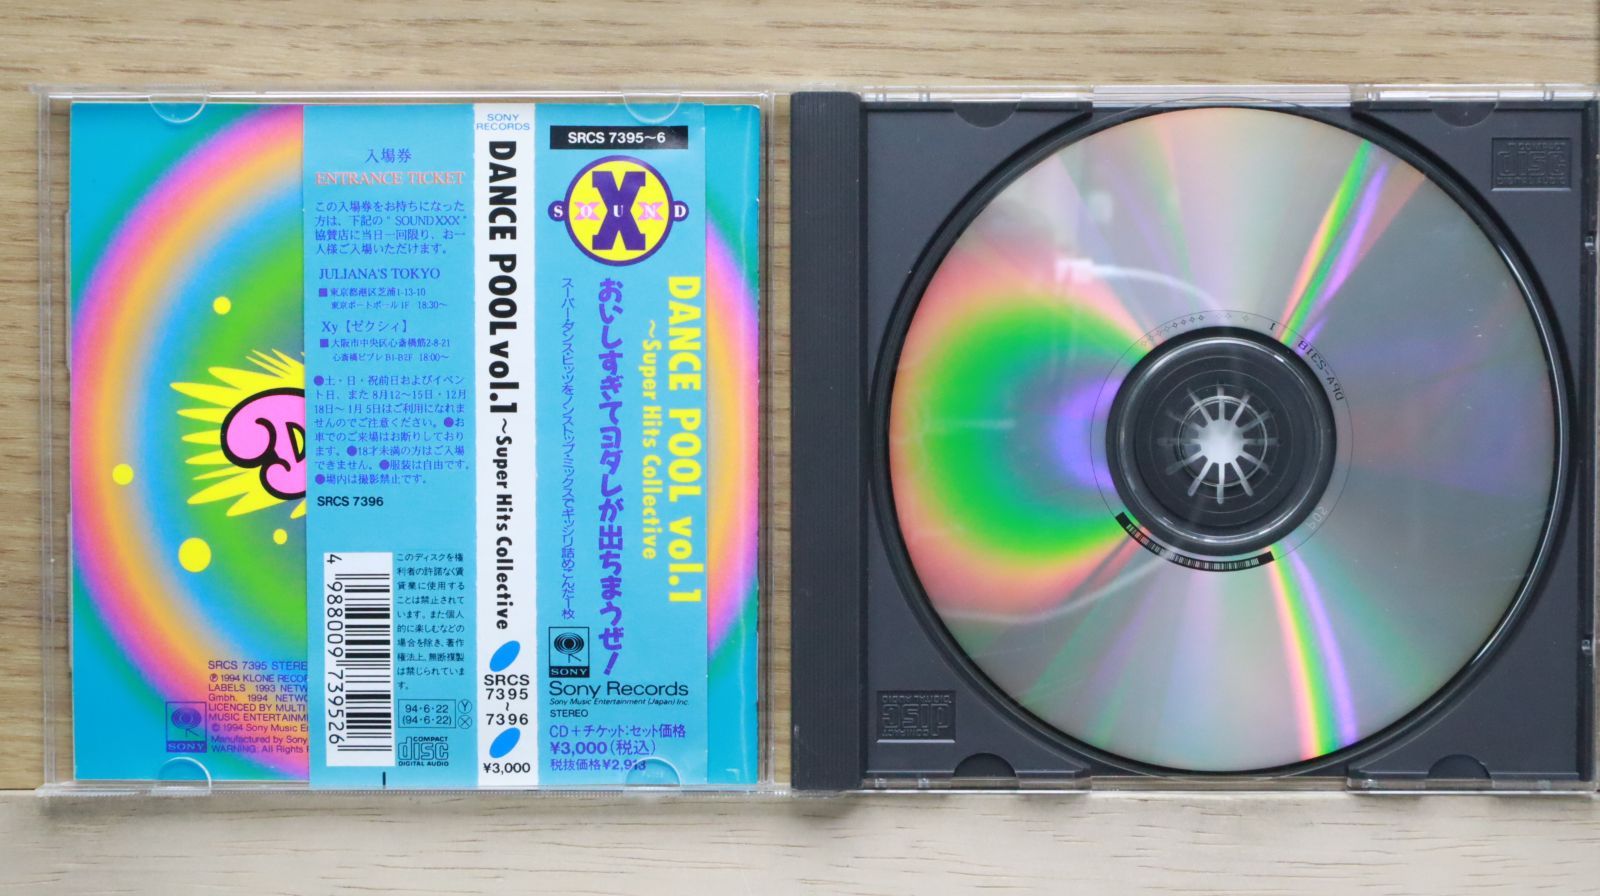 入場券
ENTRANCE TICKET
この入場券をお持ちになった
方は、下記の"SOUND XXX"
協賛店に当日一回限り、お一
人様ご入場いただけます。
JULIANA'S TOKYO
■東京都港区芝浦1-13-10
東京ポートボール 1F 18:30〜
Xy【ゼクシィ】
■大阪市中央区心斎橋筋2-8-21
心斎橋ビブレ B1-B2F 18:00〜
●土・日・祝前日およびイベン
ト日、また8月12〜15日・12月
18日〜1月5日はご利用になれま
せんのでご注意ください。●お
車でのご来場はお断りしており
ます。●18才未満の方はご入場
できません。●服装は自由です。
●場内は撮影禁止です。
SRCS 7396
4 988009 739526
このディスクを権
利者の許諾なく賃
貸業に使用する
ことは禁止されて
います。また個人
的に楽しむなどの
場合を除き、著作
権法上、無断複製
は禁じられていま
す。
94・6・22 Y
(94・6・22) X
COMPACT
disc
DIGITAL AUDIO
SRCS 7395 STERE
℗ 1994 KLONE RECOR
LABELS 1993 NETW
Gmbh. 1994 NETWO
LICENCED BY MULTI
MUSIC ENTERTAINM
© 1994 Sony Music E
Manufactured by Sony
WARNING: All Rights
SONY
SONY
RECORDS
DANCE POOL vol.1 〜Super Hits Collective
SRCS
7395
〜
7396
¥3,000
SRCS 7395〜6
X
SOUND
DANCE POOL vol.1
〜Super Hits Collective
おいしすぎてヨダレが出ちまうぜ!
スーパー・ダンス・ヒッツをノンストップ・ミックスでギッシリ詰めこんだ一枚
SONY
Sony Records
Sony Music Entertainment (Japan) Inc.
STEREO
CD+チケット:セット価格
¥3,000(税込)
税抜価格¥2,913
COMPACT
disc
DIGITAL AUDIO
COMPACT
disc
DIGITAL AUDIO